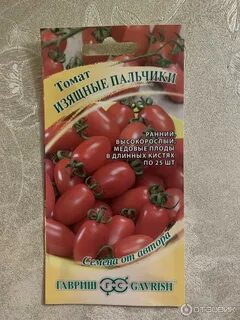 Томат
ИЗЯЩНЫЕ ПАЛЬЧИКИ
РАННИЙ,
ВЫСОКОРОСЛЫЙ,
МЕДОВЫЕ ПЛОДЫ
В ДЛИННЫХ КИСТЯХ
ПО 25 ШТ
Семена от автора
ГАВРИШ GAVRISH
ОТЗОВИК